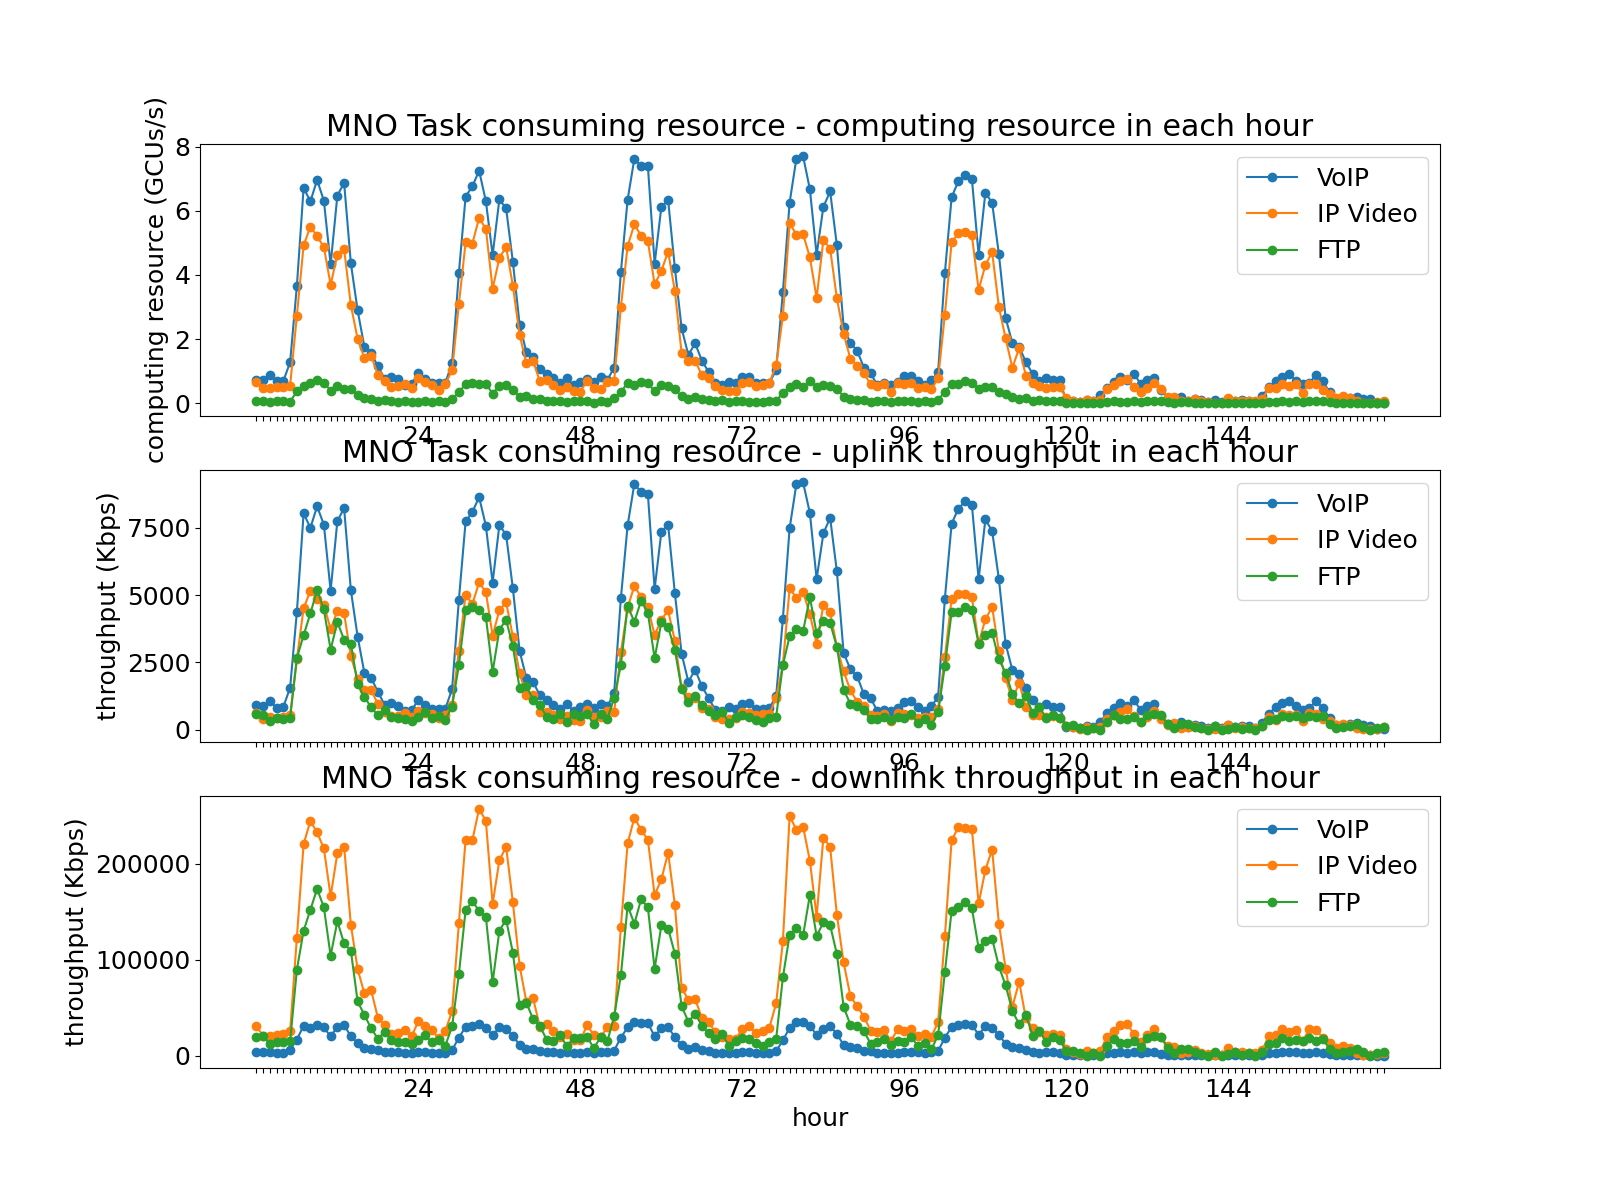 MNO Task consuming resource - computing resource in each hour
computing resource (GCUs/s)
8
6
4
2
0
VoIP
IP Video
FTP
24 48 72 96 120 144
MNO Task consuming resource - uplink throughput in each hour
throughput (Kbps)
7500
5000
2500
0
VoIP
IP Video
FTP
24 48 72 96 120 144
MNO Task consuming resource - downlink throughput in each hour
throughput (Kbps)
200000
100000
0
VoIP
IP Video
FTP
24 48 72 96 120 144
hour